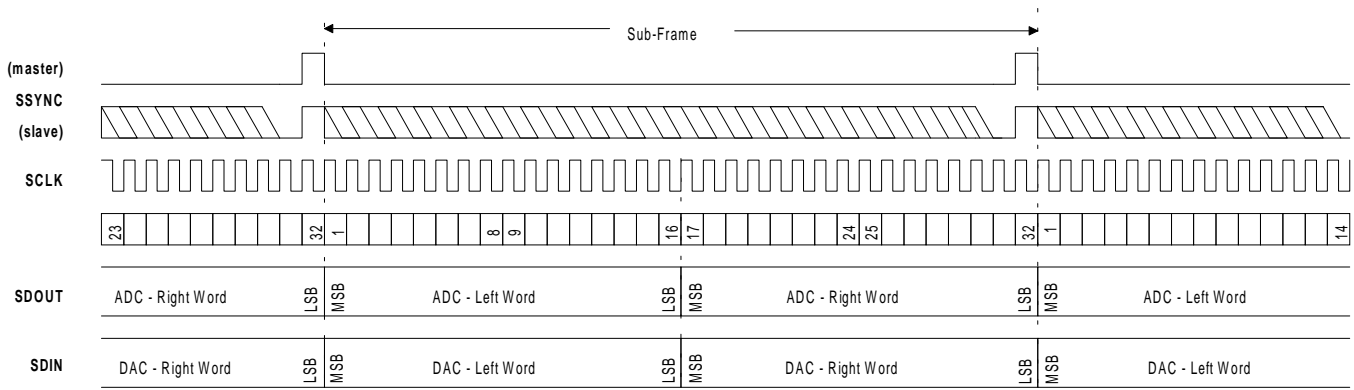 Sub-Frame
(master)
SSYNC
(slave)
SCLK
23 32 1 8 9 16 17 24 25 32 1 14
SDOUT ADC - Right Word LSB MSB ADC - Left Word LSB MSB ADC - Right Word LSB MSB ADC - Left Word
SDIN DAC - Right Word LSB MSB DAC - Left Word LSB MSB DAC - Right Word LSB MSB DAC - Left Word